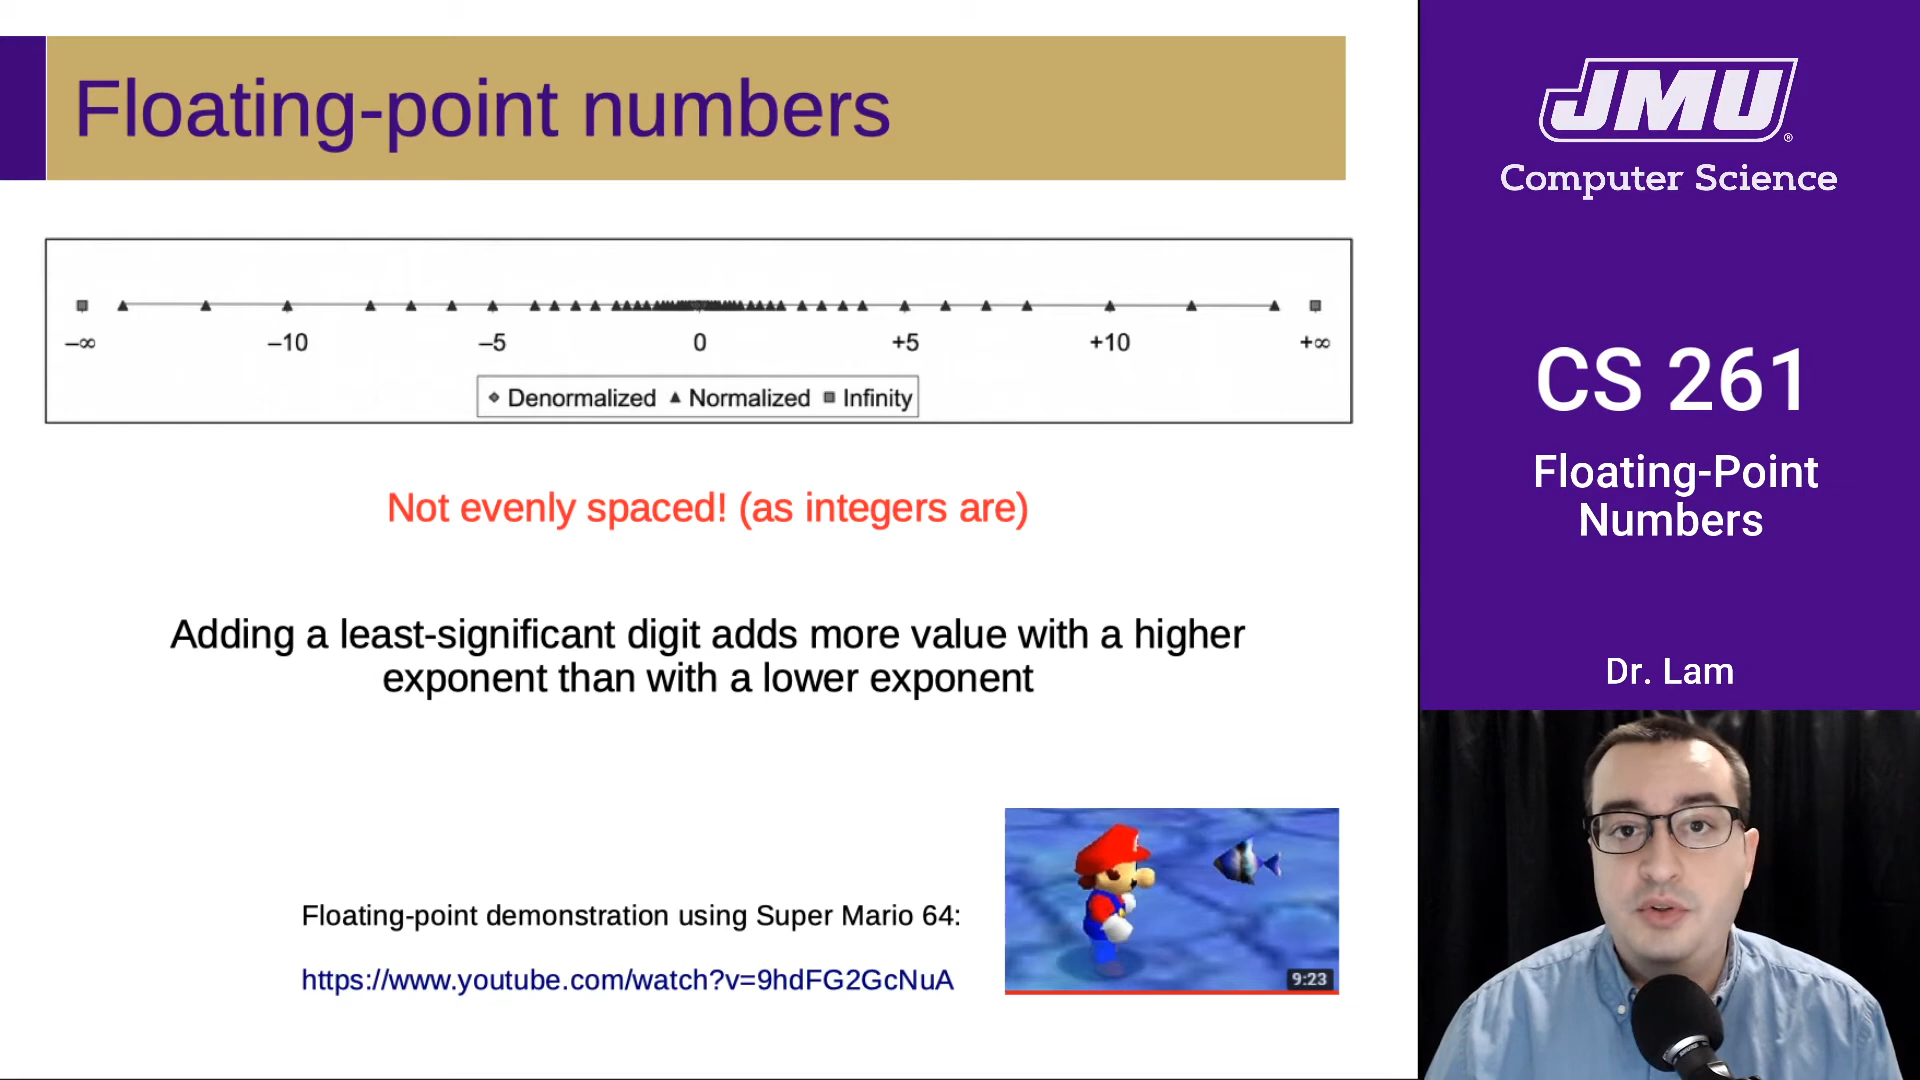 Floating-point numbers
–∞ –10 –5 0 +5 +10 +∞
Denormalized Normalized Infinity
Not evenly spaced! (as integers are)
Adding a least-significant digit adds more value with a higher
exponent than with a lower exponent
Floating-point demonstration using Super Mario 64:
https://www.youtube.com/watch?v=9hdFG2GcNuA
9:23
JMU®
Computer Science
CS 261
Floating-Point
Numbers
Dr. Lam